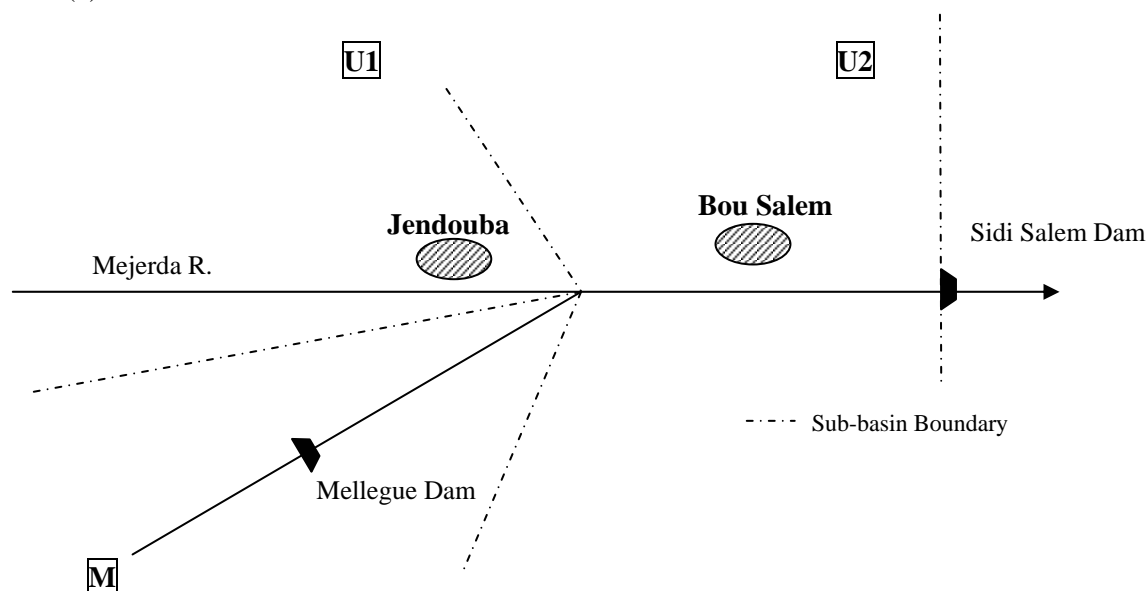 U1
U2
Jendouba
Bou Salem
Sidi Salem Dam
Mejerda R.
Sub-basin Boundary
Mellegue Dam
M